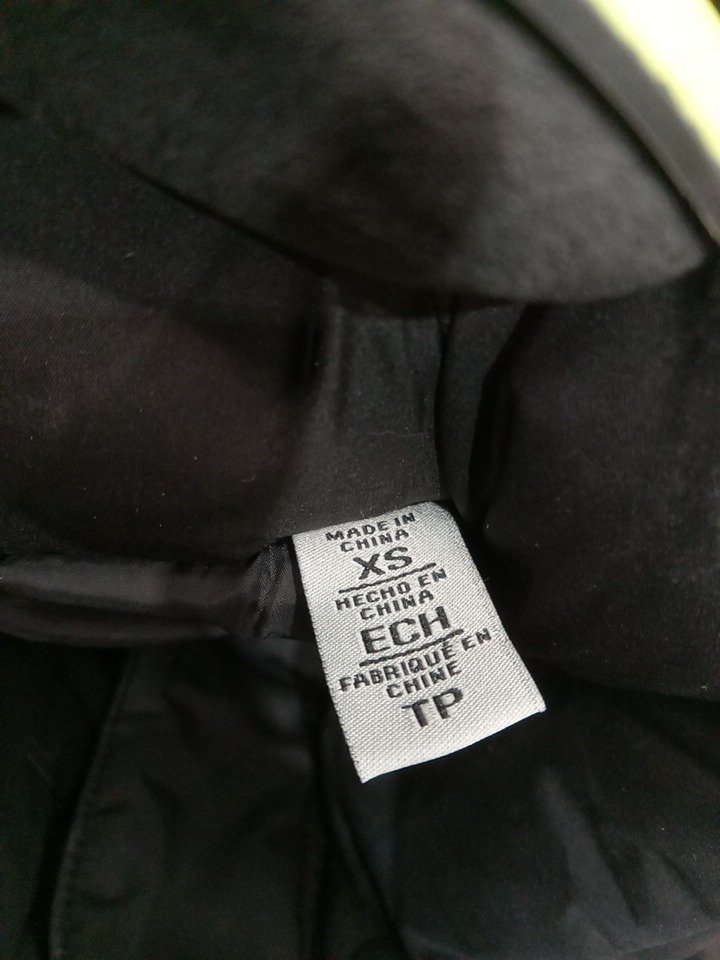 MADE IN
CHINA
XS
HECHO EN
CHINA
ECH
FABRIQUÉ EN
CHINE
TP